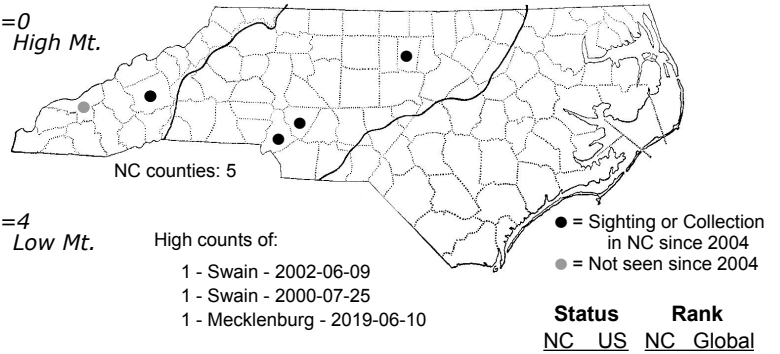 =0
High Mt.
NC counties: 5
=4
Low Mt.
High counts of:
1 - Swain - 2002-06-09
1 - Swain - 2000-07-25
1 - Mecklenburg - 2019-06-10
= Sighting or Collection
in NC since 2004
= Not seen since 2004
Status Rank
NC US NC Global